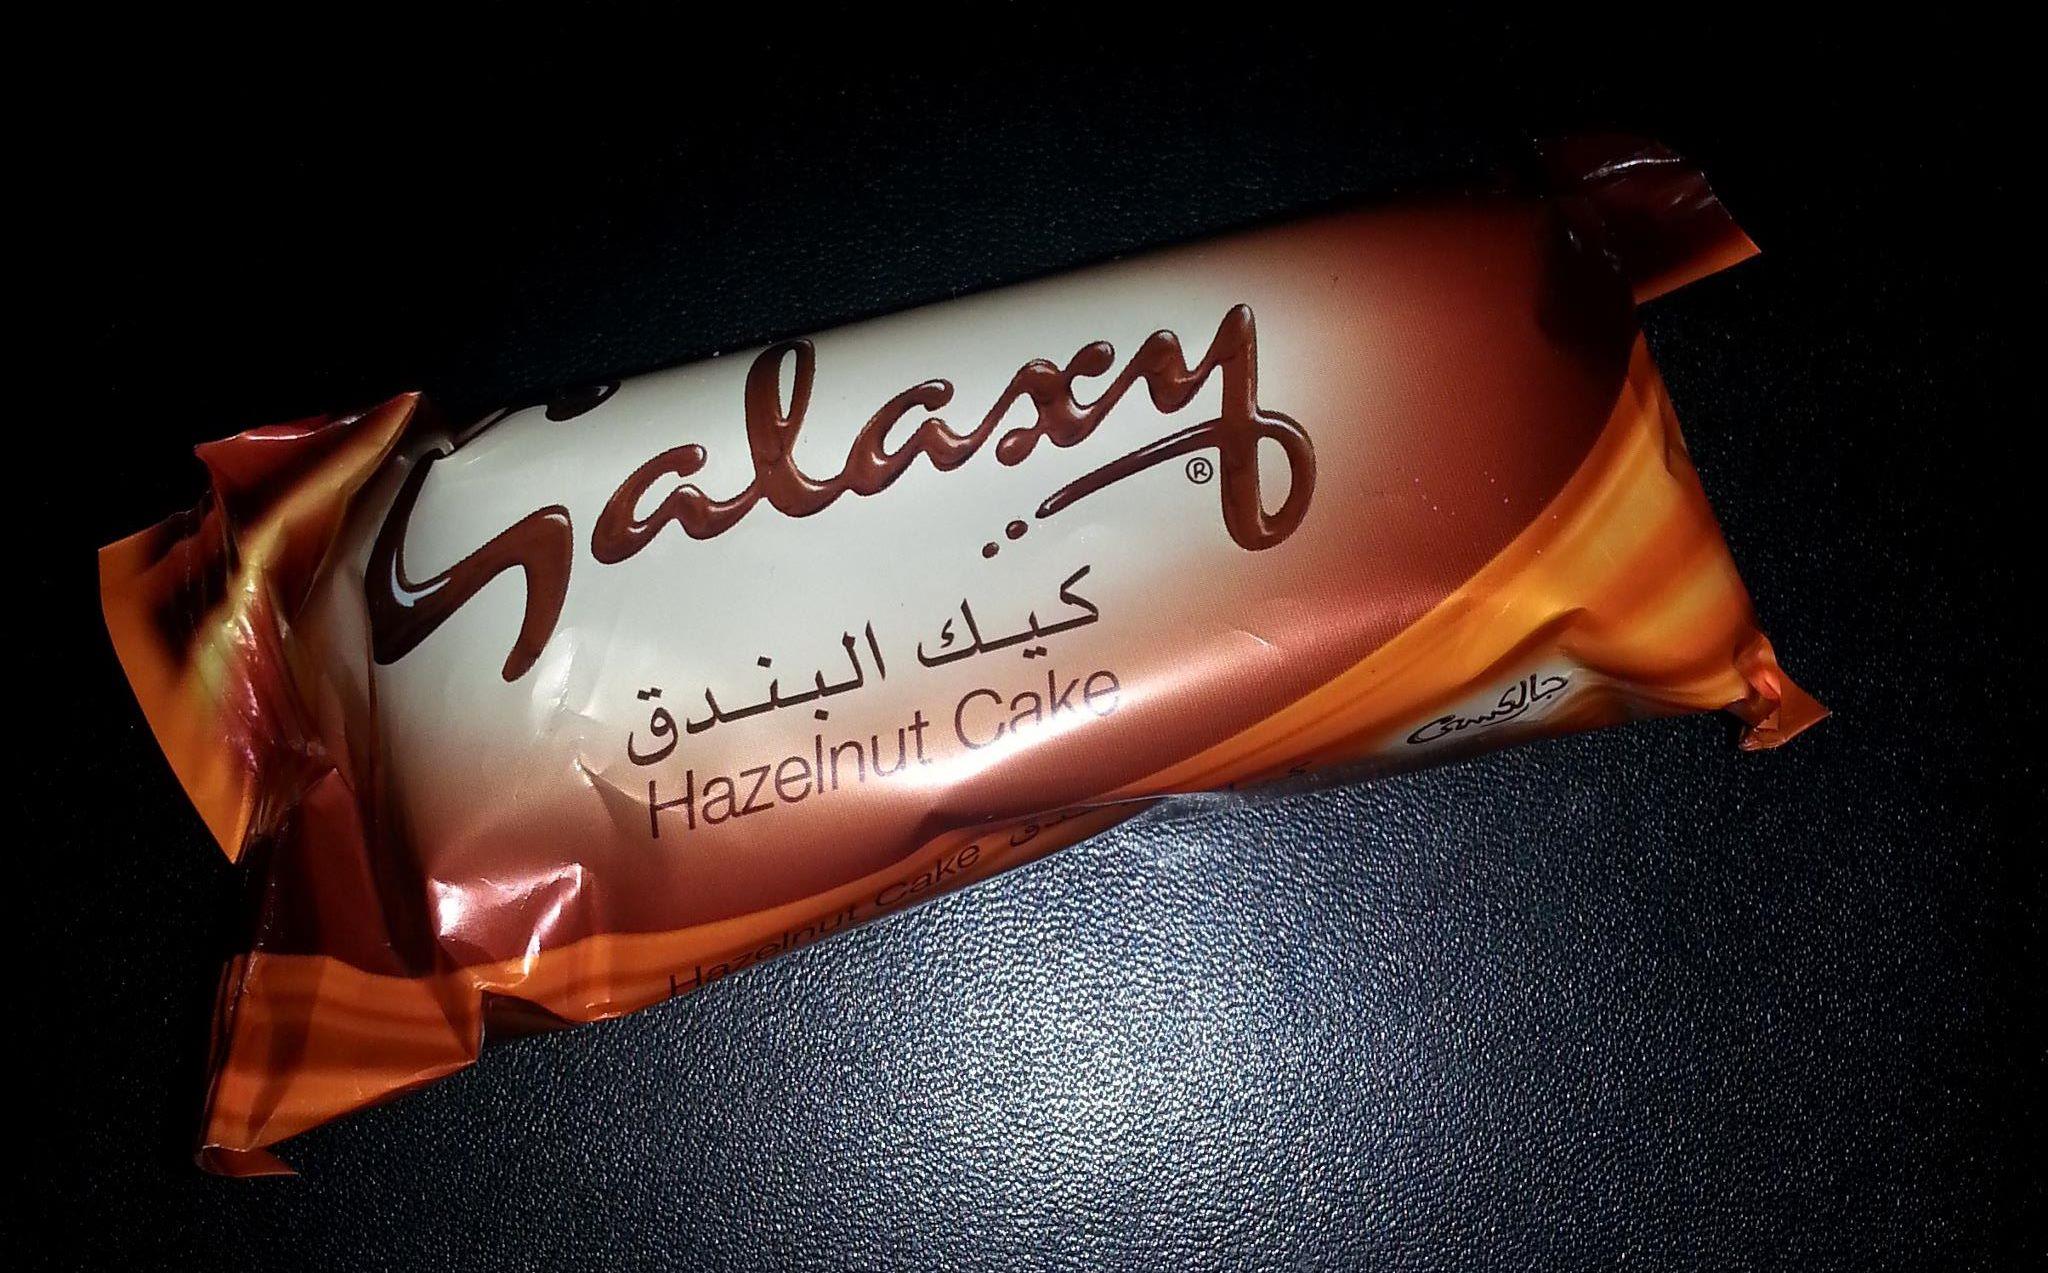 Galaxy
®
كيك البندق
Hazelnut Cake
جالكسي
Hazelnut Cake